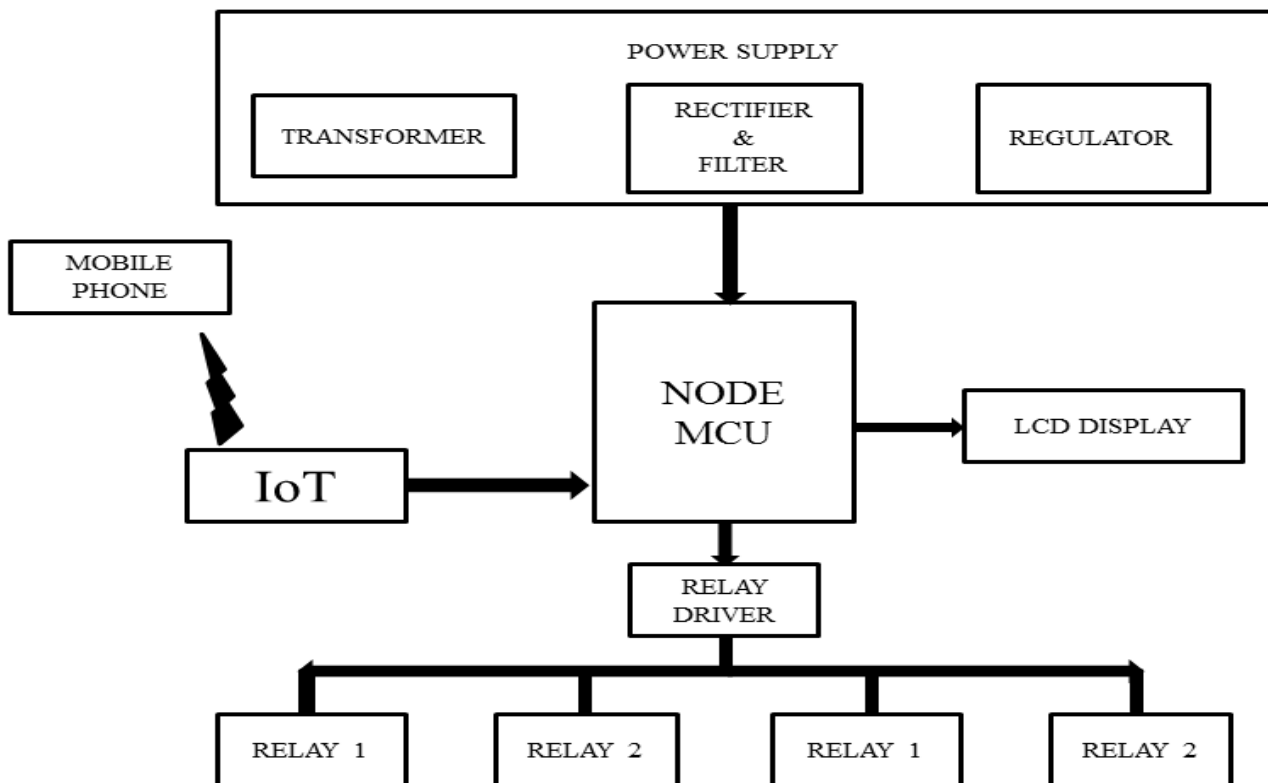 POWER SUPPLY
TRANSFORMER
RECTIFIER
&
FILTER
REGULATOR
MOBILE
PHONE
NODE
MCU
LCD DISPLAY
IoT
RELAY
DRIVER
RELAY 1
RELAY 2
RELAY 1
RELAY 2